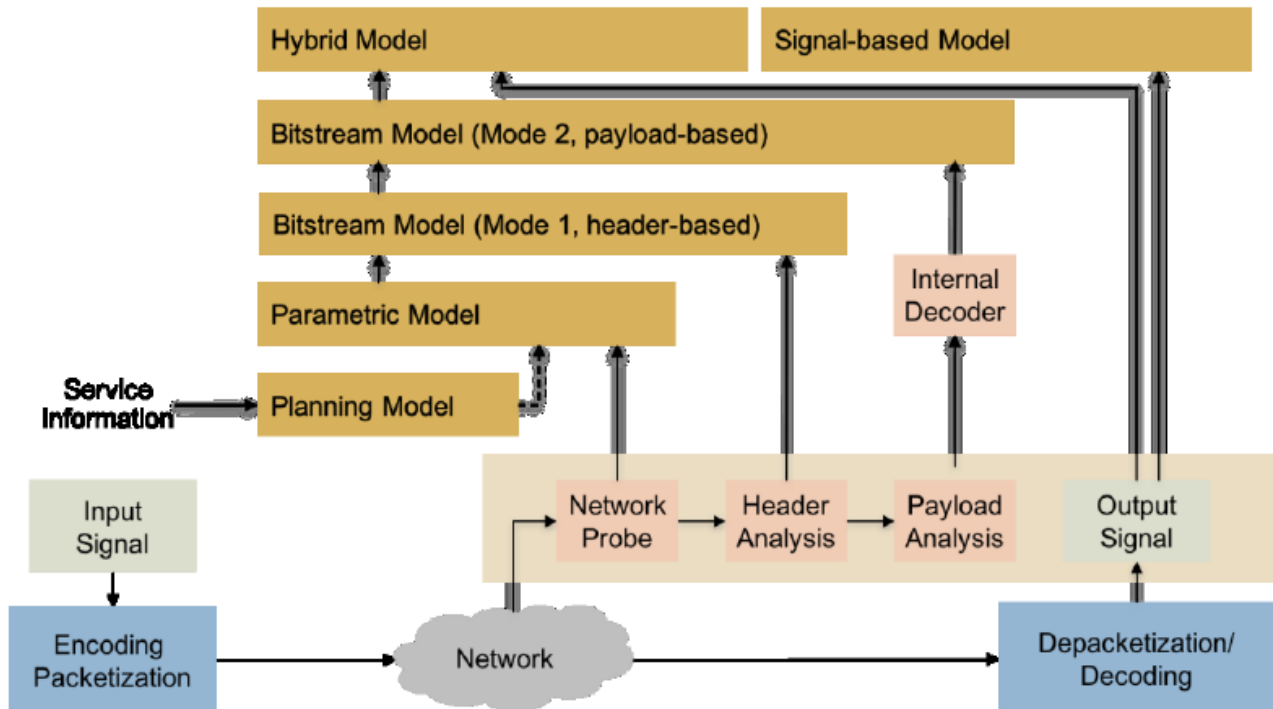 Hybrid Model
Signal-based Model
Bitstream Model (Mode 2, payload-based)
Bitstream Model (Mode 1, header-based)
Internal
Decoder
Parametric Model
Service
Information
Planning Model
Input
Signal
Network
Probe
Header
Analysis
Payload
Analysis
Output
Signal
Encoding
Packetization
Network
Depacketization/
Decoding